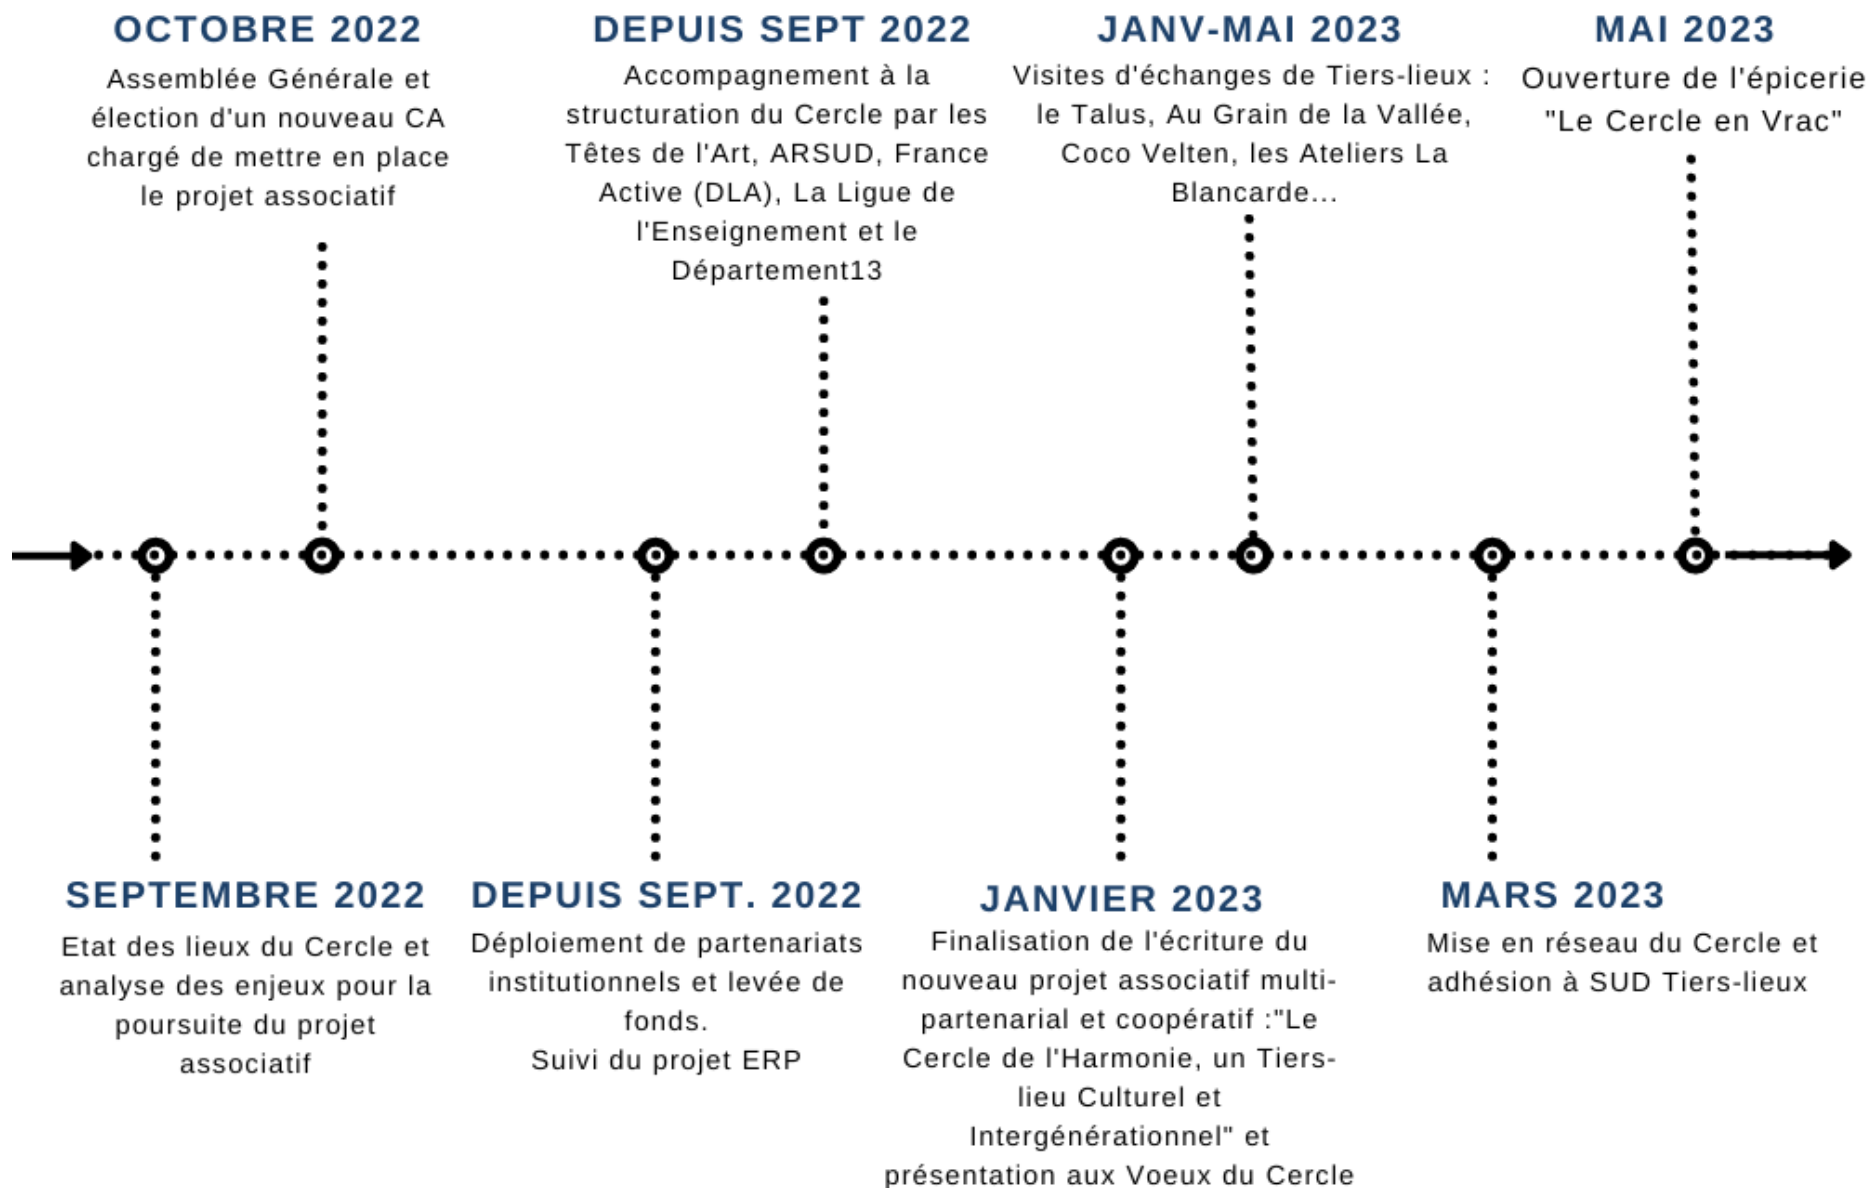 OCTOBRE 2022
Assemblée Générale et
élection d'un nouveau CA
chargé de mettre en place
le projet associatif
DEPUIS SEPT 2022
Accompagnement à la
structuration du Cercle par les
Têtes de l'Art, ARSUD, France
Active (DLA), La Ligue de
l'Enseignement et le
Département13
JANV-MAI 2023
Visites d'échanges de Tiers-lieux :
le Talus, Au Grain de la Vallée,
Coco Velten, les Ateliers La
Blancarde...
MAI 2023
Ouverture de l'épicerie
"Le Cercle en Vrac"
SEPTEMBRE 2022
Etat des lieux du Cercle et
analyse des enjeux pour la
poursuite du projet
associatif
DEPUIS SEPT. 2022
Déploiement de partenariats
institutionnels et levée de
fonds.
Suivi du projet ERP
JANVIER 2023
Finalisation de l'écriture du
nouveau projet associatif multi-
partenarial et coopératif :"Le
Cercle de l'Harmonie, un Tiers-
lieu Culturel et
Intergénérationnel" et
présentation aux Voeux du Cercle
MARS 2023
Mise en réseau du Cercle et
adhésion à SUD Tiers-lieux